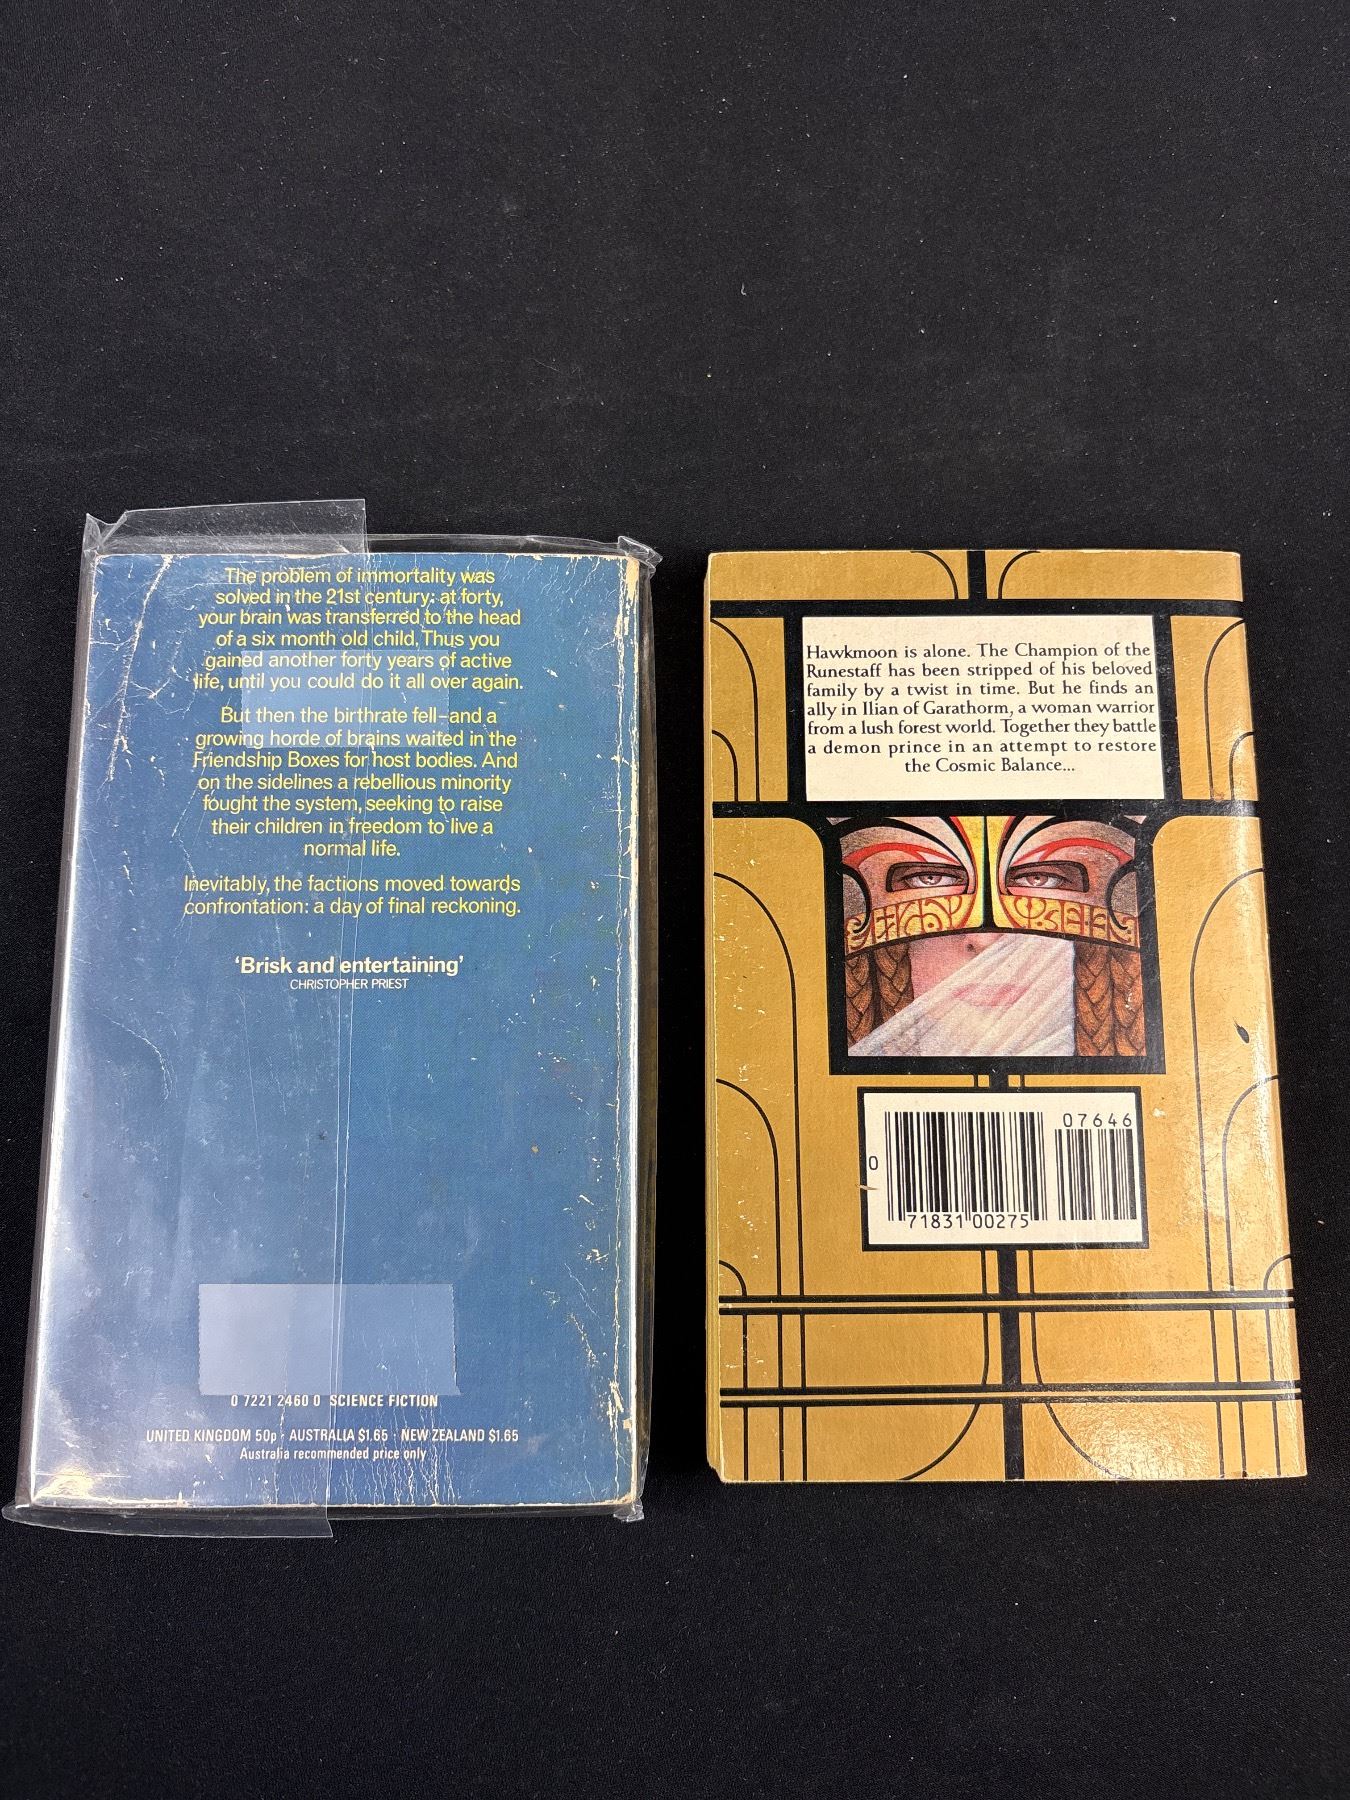 The problem of immortality was
solved in the 21st century: at forty,
your brain was transferred to the head
of a six month old child. Thus you
gained another forty years of active
life, until you could do it all over again.
But then the birthrate fell–and a
growing horde of brains waited in the
Friendship Boxes for host bodies. And
on the sidelines a rebellious minority
fought the system, seeking to raise
their children in freedom to live a
normal life.
Inevitably, the factions moved towards
confrontation: a day of final reckoning.
‘Brisk and entertaining’
CHRISTOPHER PRIEST
0 7221 2460 0 SCIENCE FICTION
UNITED KINGDOM 50p · AUSTRALIA $1.65 · NEW ZEALAND $1.65
Australia recommended price only
Hawkmoon is alone. The Champion of the
Runestaff has been stripped of his beloved
family by a twist in time. But he finds an
ally in Ilian of Garathorm, a woman warrior
from a lush forest world. Together they battle
a demon prince in an attempt to restore
the Cosmic Balance...
07646
0
71831 00275